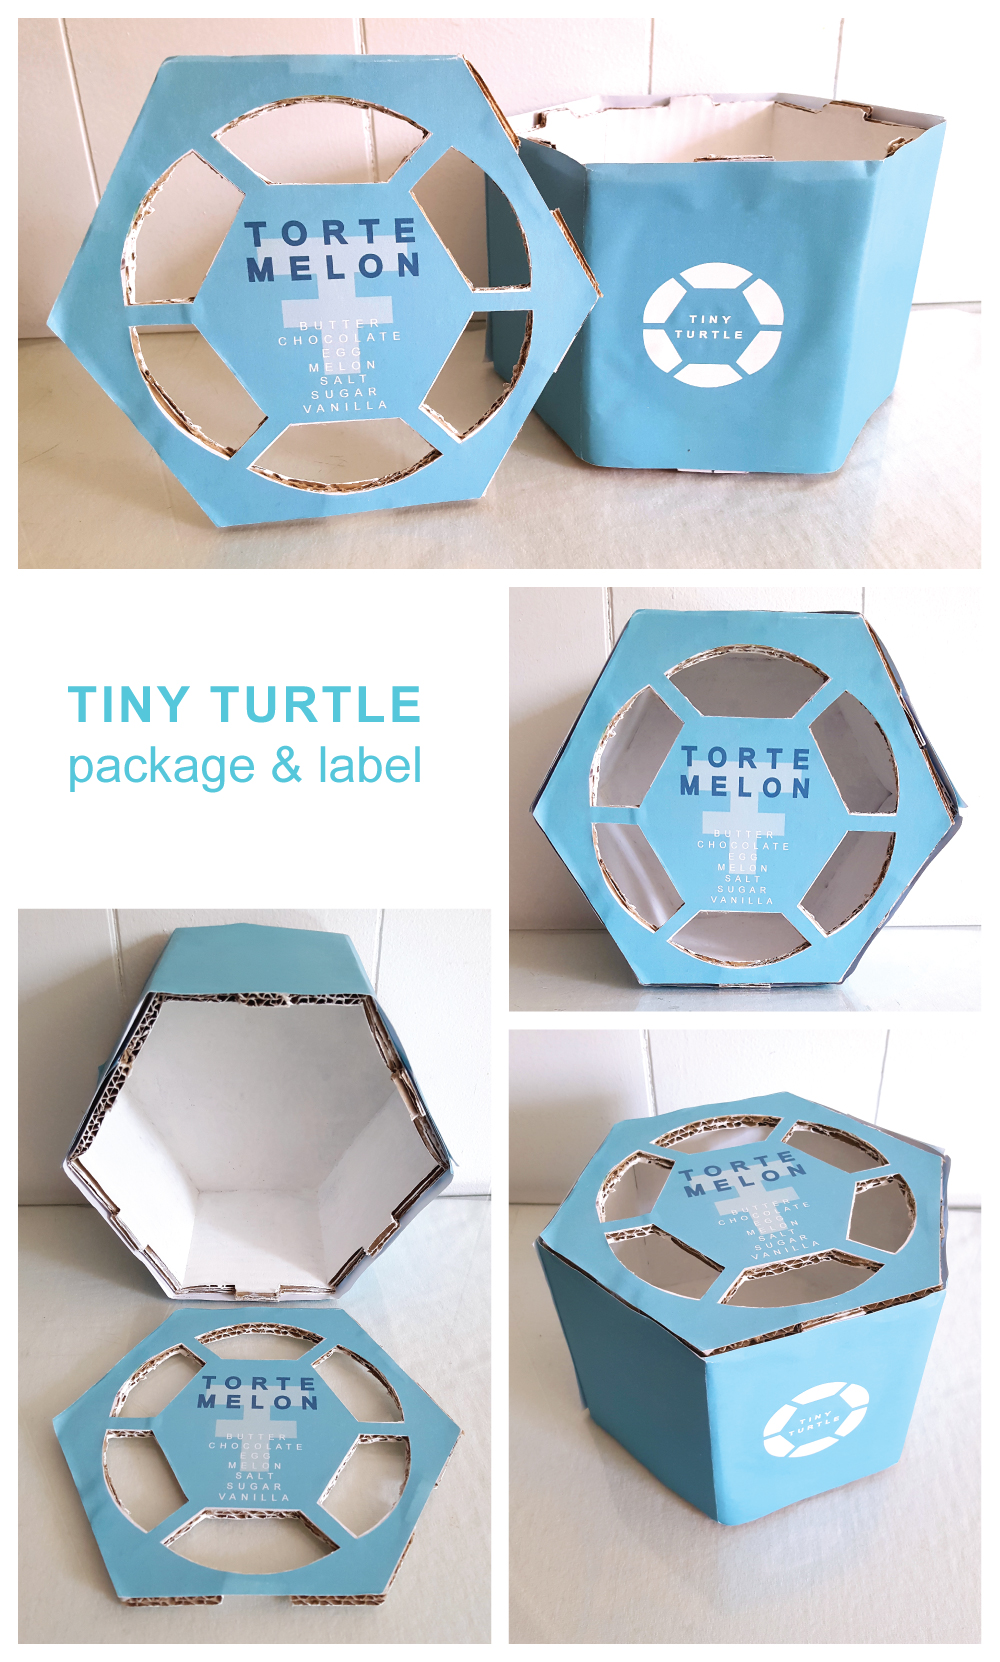 TORTE
MELON
BUTTER
CHOCOLATE
EGG
MELON
SALT
SUGAR
VANILLA
TINY
TURTLE
TINY TURTLE
package & label
TORTE
MELON
BUTTER
CHOCOLATE
EGG
MELON
SALT
SUGAR
VANILLA
TORTE
MELON
BUTTER
CHOCOLATE
EGG
MELON
SALT
SUGAR
VANILLA
TORTE
MELON
BUTTER
CHOCOLATE
EGG
MELON
SALT
SUGAR
VANILLA
TINY
TURTLE